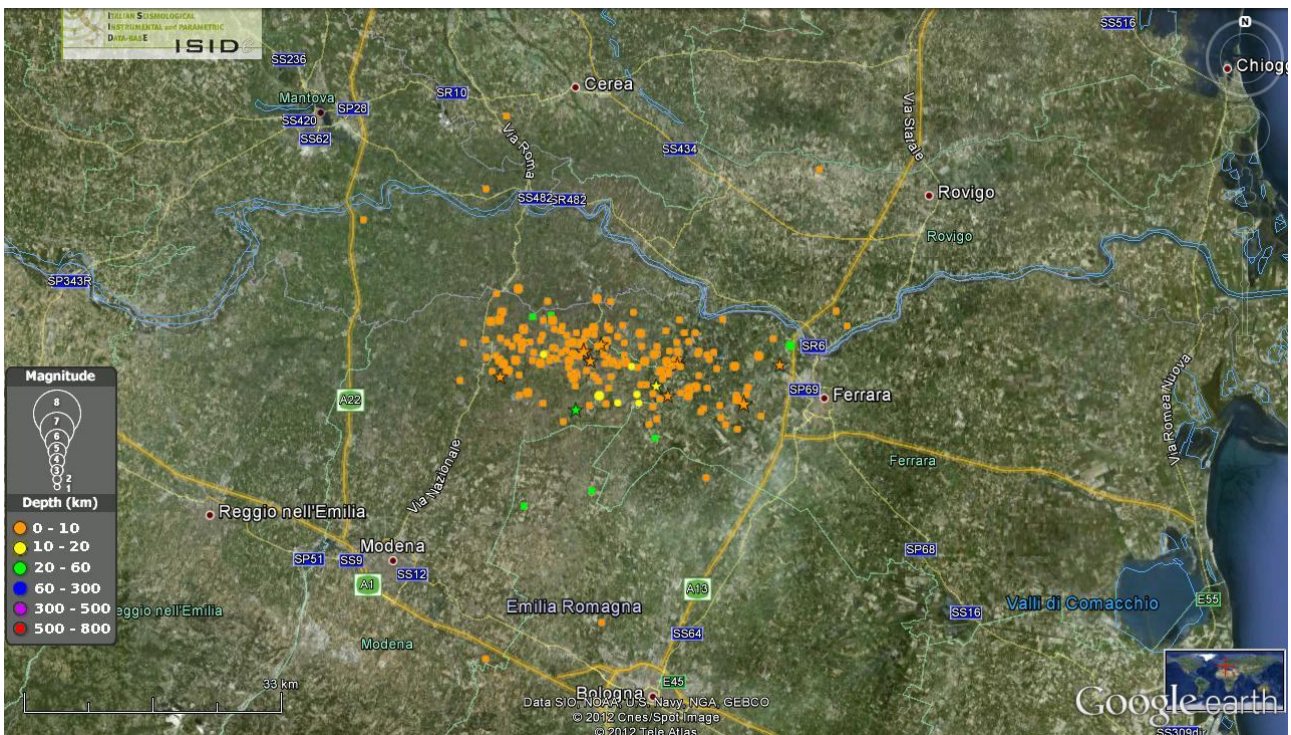 ITALIAN SEISMOLOGICAL
INSTRUMENTAL and PARAMETRIC
DATA-BASE
ISIDe
SS516
N
Chiogg
SS236
Cerea
SR10
Mantova
SP28
SS420
SS62
Via Roma
Via Statale
SS434
SS482
SR482
Rovigo
Rovigo
SP343R
SR6
Magnitude
8
7
6
5
4
3
2
1
Depth (km)
0 - 10
10 - 20
20 - 60
60 - 300
300 - 500
500 - 800
A22
SP69
Ferrara
Via Romea Nuova
Via Nazionale
Ferrara
Reggio nell'Emilia
Modena
SP51
SS9
SS12
A1
SP68
A13
Emilia Romagna
SS16
Valli di Comacchio
E55
eggio nell'Emilia
Modena
SS64
33 km
E45
Bologna
Data SIO, NOAA, U.S. Navy, NGA, GEBCO
© 2012 Cnes/Spot Image
© 2012 Tele Atlas
Google earth
SS309dir